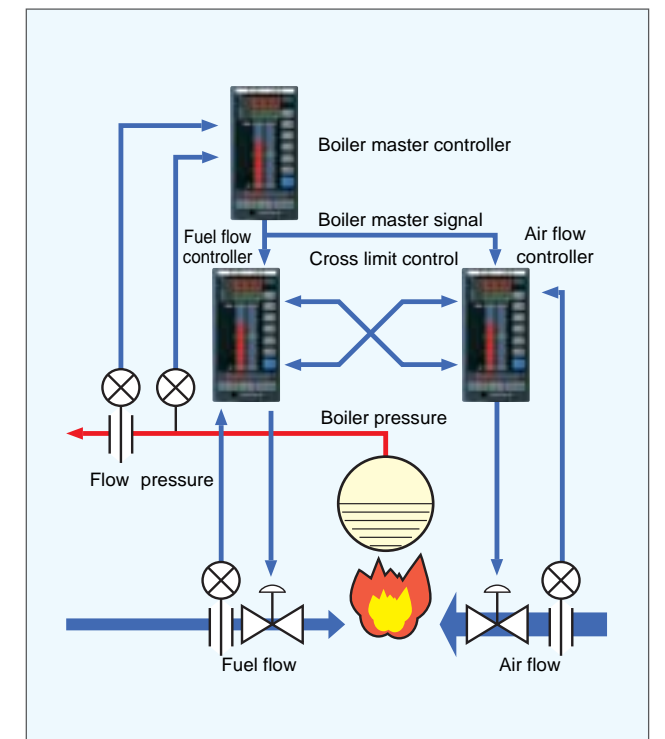 Boiler master controller
Boiler master signal
Fuel flow
controller
Cross limit control
Air flow
controller
Boiler pressure
Flow pressure
Fuel flow
Air flow